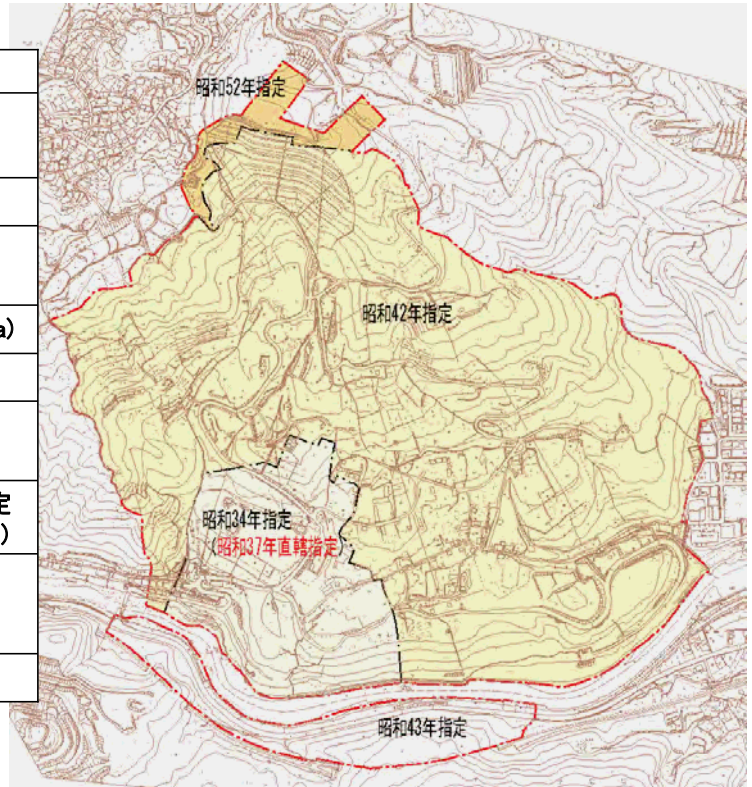 昭和52年指定
昭和42年指定
a)
定
)
昭和34年指定
(昭和37年直轄指定)
昭和43年指定